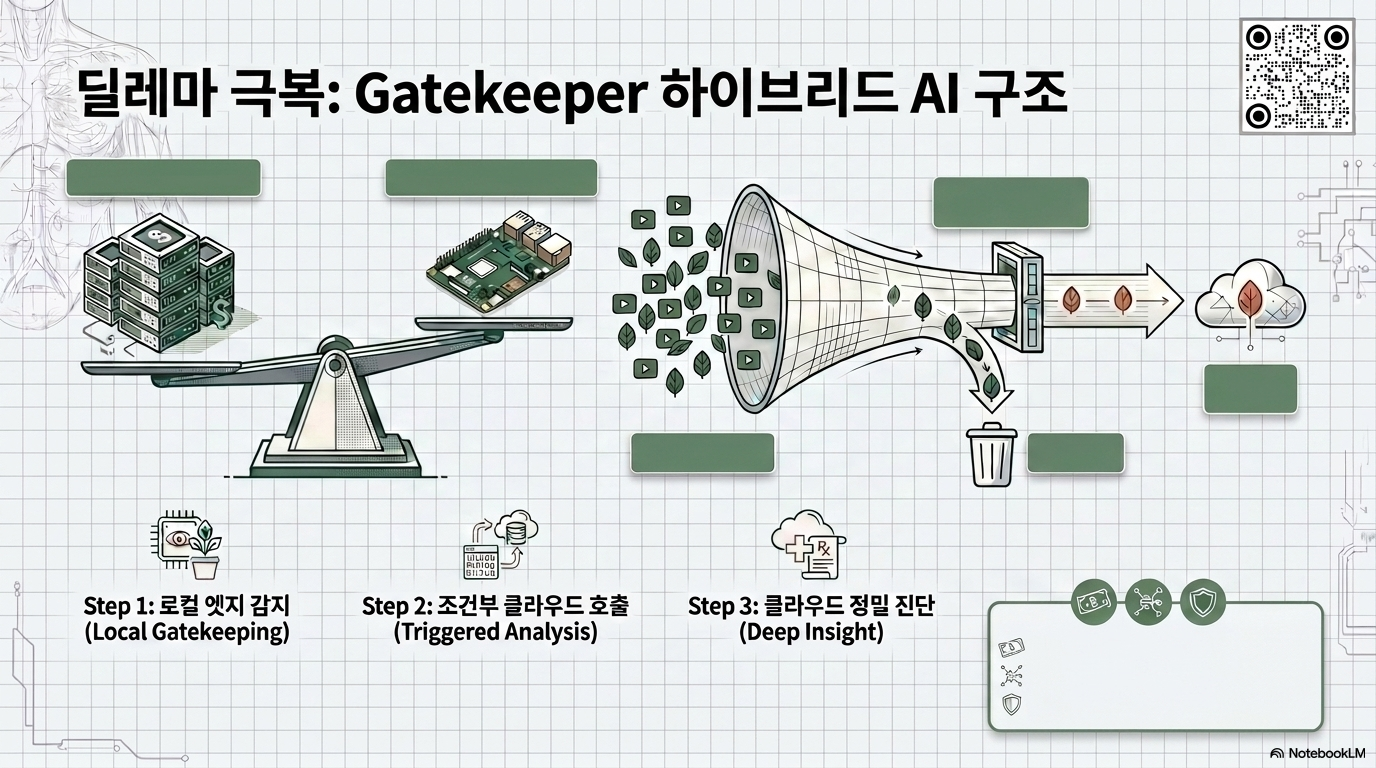 딜레마 극복: Gatekeeper 하이브리드 AI 구조
Step 1: 로컬 엣지 감지
(Local Gatekeeping)
Step 2: 조건부 클라우드 호출
(Triggered Analysis)
Step 3: 클라우드 정밀 진단
(Deep Insight)
Rx
NotebookLM